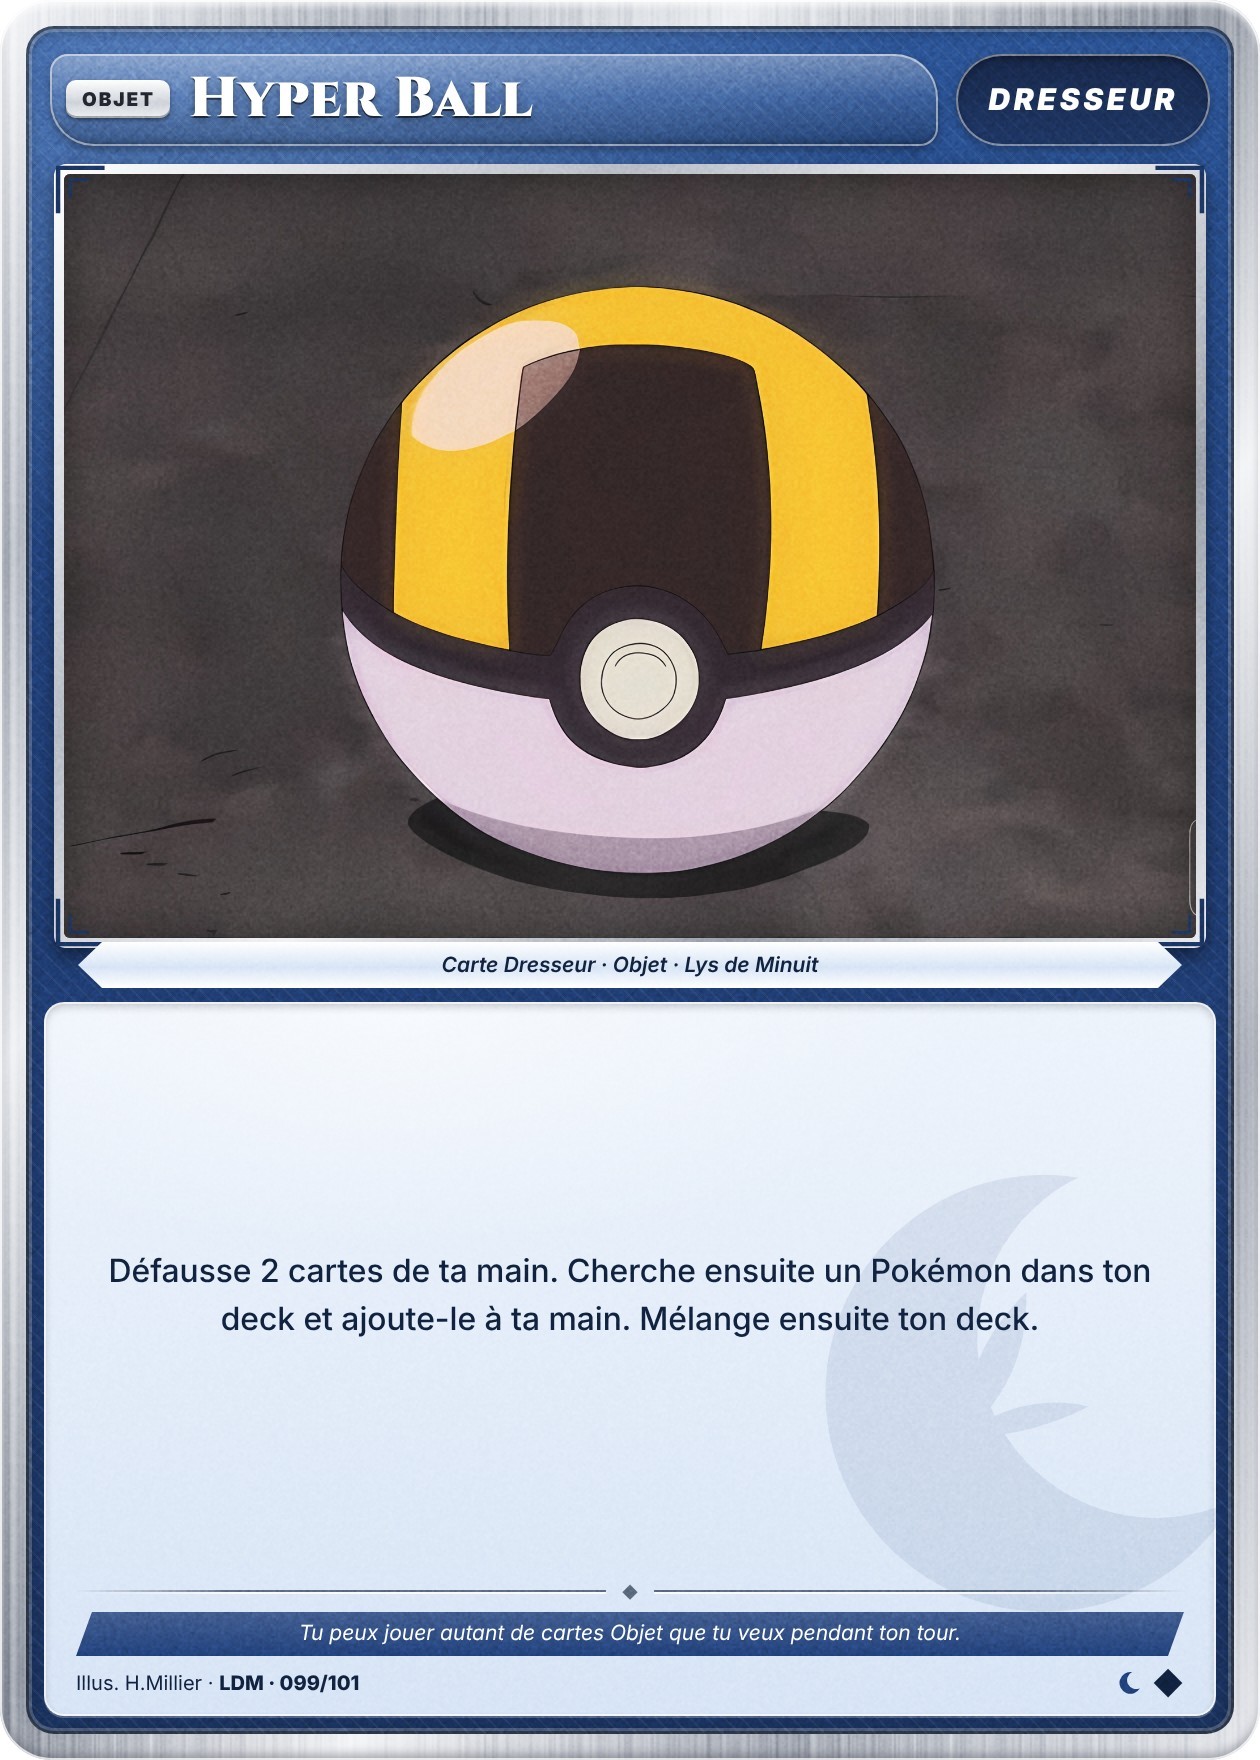 OBJET
Hyper Ball
DRESSEUR
Carte Dresseur · Objet · Lys de Minuit
Défausse 2 cartes de ta main. Cherche ensuite un Pokémon dans ton
deck et ajoute-le à ta main. Mélange ensuite ton deck.
Tu peux jouer autant de cartes Objet que tu veux pendant ton tour.
Illus. H.Millier · LDM · 099/101